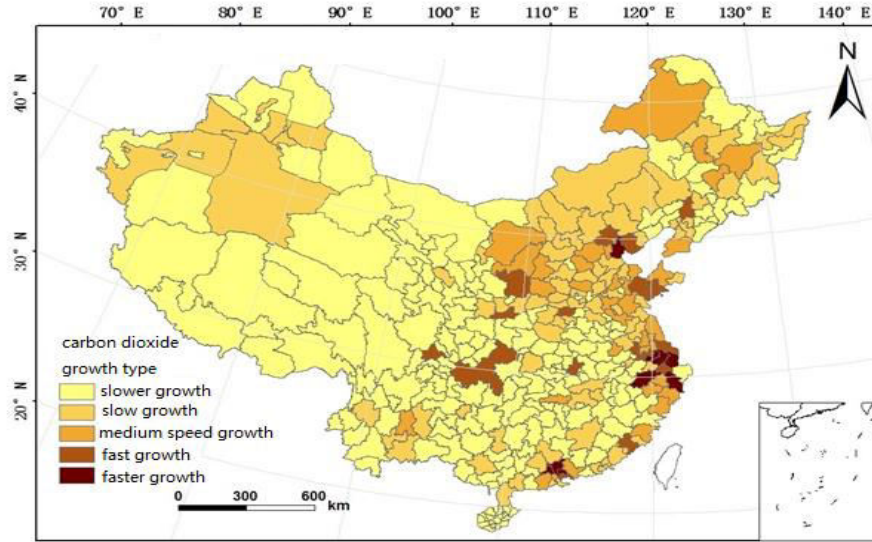 70° E
80° E
90° E
100° E
110° E
120° E
130° E
140° E
N
40° N
30° N
20° N
carbon dioxide
growth type
slower growth
slow growth
medium speed growth
fast growth
faster growth
0 300 600 km